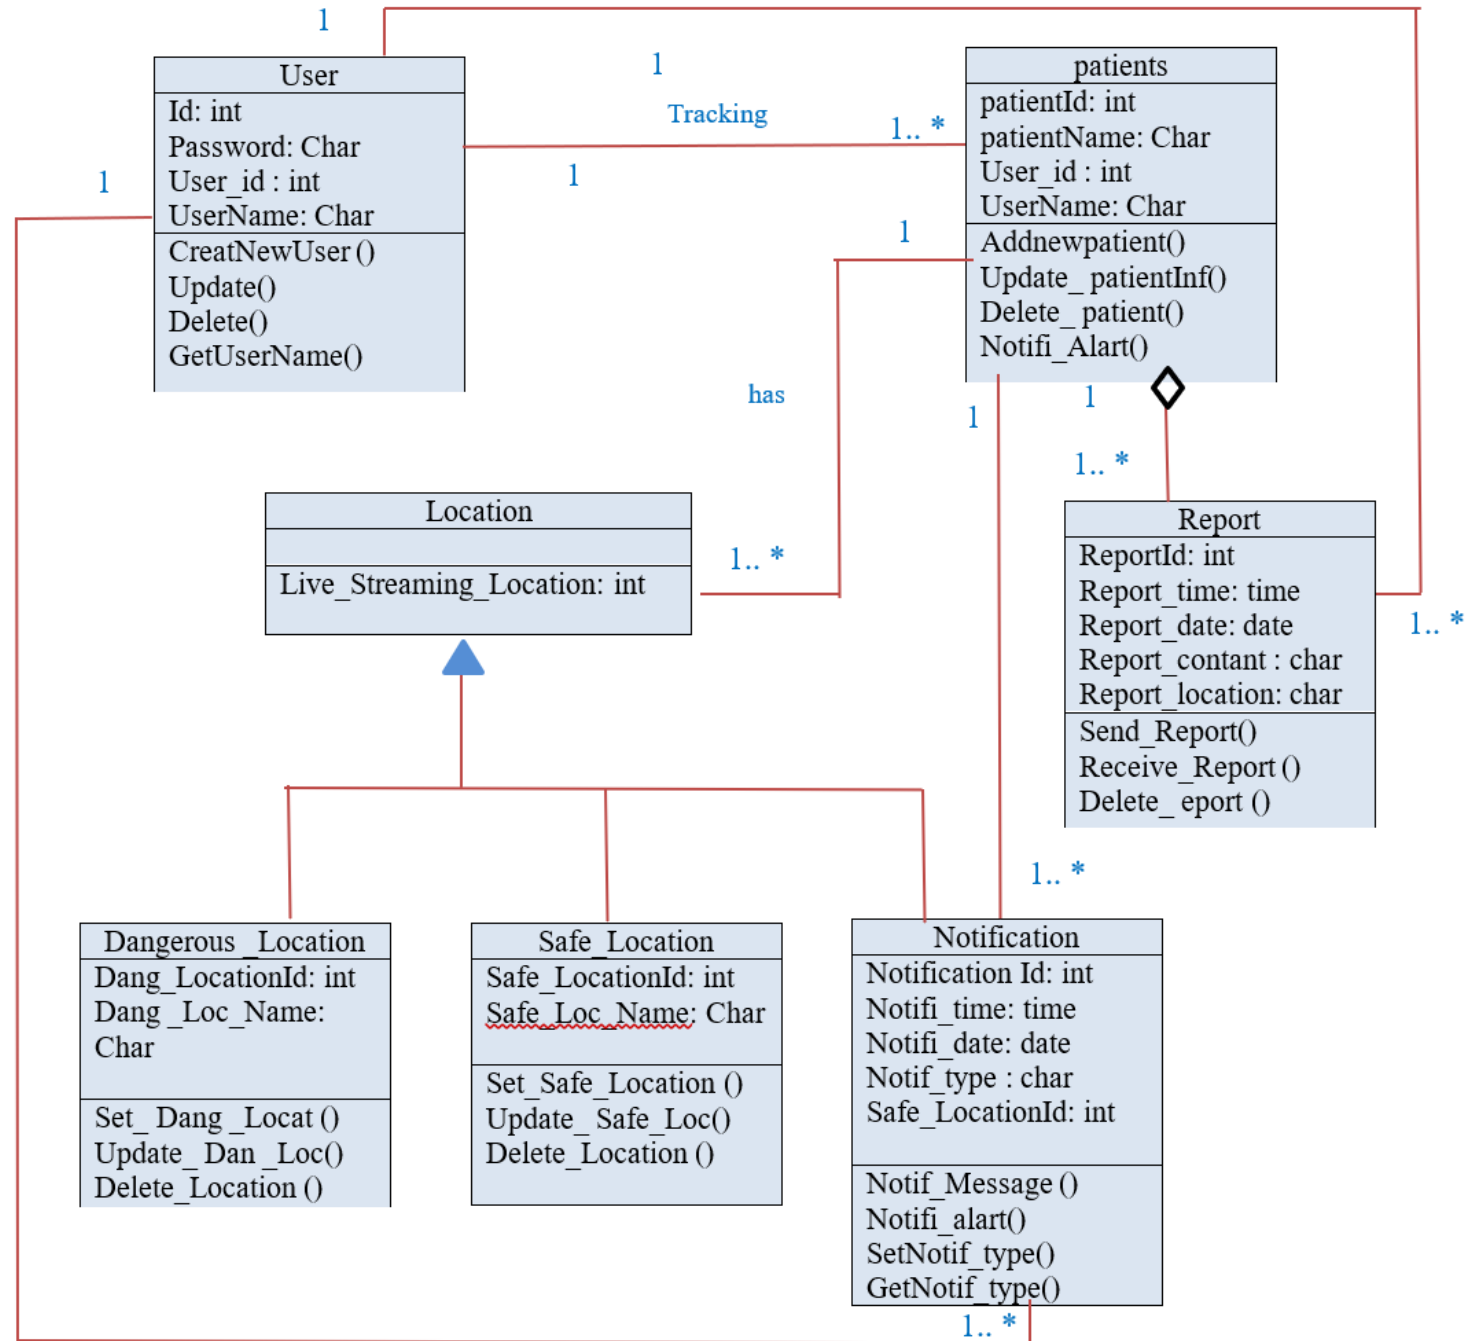 1
User
Id: int
Password: Char
User_id : int
UserName: Char
CreatNewUser ()
Update()
Delete()
GetUserName()
1
1
Tracking
1.. *
1
patients
patientId: int
patientName: Char
User_id : int
UserName: Char
Addnewpatient()
Update_ patientInf()
Delete_ patient()
Notifi_Alart()
1
has
1
1
1.. *
Location
Live_Streaming_Location: int
1.. *
Report
ReportId: int
Report_time: time
Report_date: date
Report_contant : char
Report_location: char
Send_Report()
Receive_Report ()
Delete_ eport ()
1.. *
1.. *
Dangerous _Location
Dang_LocationId: int
Dang _Loc_Name:
Char
Set_ Dang _Locat ()
Update_ Dan _Loc()
Delete_Location ()
Safe_Location
Safe_LocationId: int
Safe_Loc_Name: Char
Set_Safe_Location ()
Update_ Safe_Loc()
Delete_Location ()
Notification
Notification Id: int
Notifi_time: time
Notifi_date: date
Notif_type : char
Safe_LocationId: int
Notif_Message ()
Notifi_alart()
SetNotif_type()
GetNotif_type()
1.. *